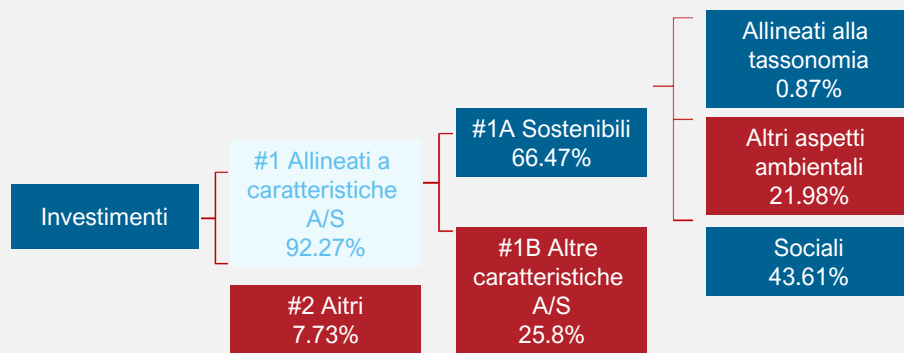 Investimenti
#1 Allineati a
caratteristiche
A/S
92.27%
#2 Aitri
7.73%
#1A Sostenibili
66.47%
#1B Altre
caratteristiche
A/S
25.8%
Allineati alla
tassonomia
0.87%
Altri aspetti
ambientali
21.98%
Sociali
43.61%